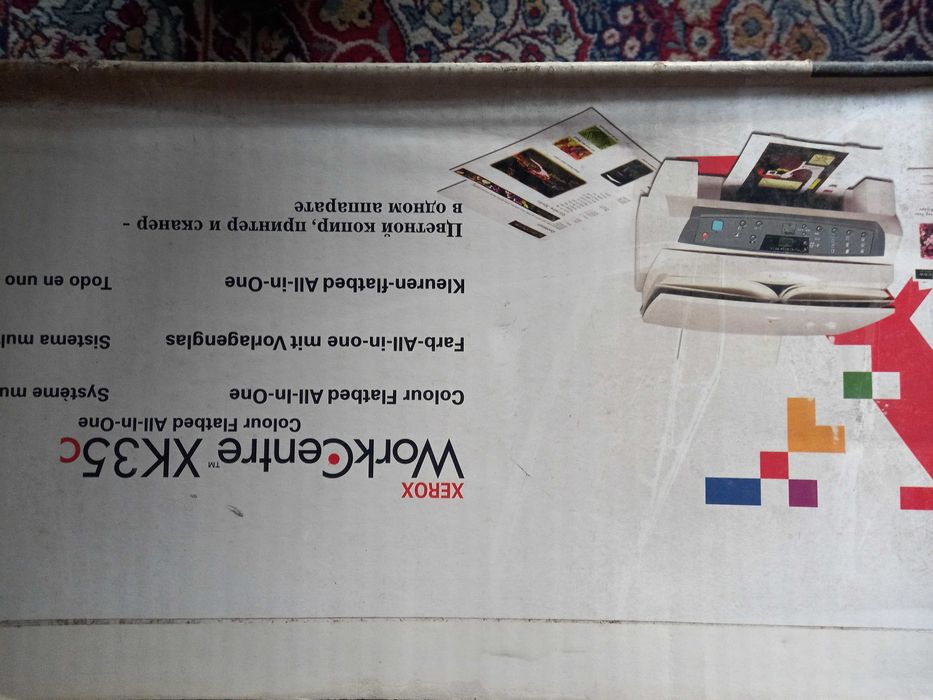 XEROX
WorkCentre™ XK35c
Colour Flatbed All-In-One
Colour Flatbed All-In-One
Système mu
Farb-All-in-one mit Vorlagenglas
Sistema mul
Kleuren-flatbed All-in-One
Todo en uno
Цветной копир, принтер и сканер -
в одном аппарате